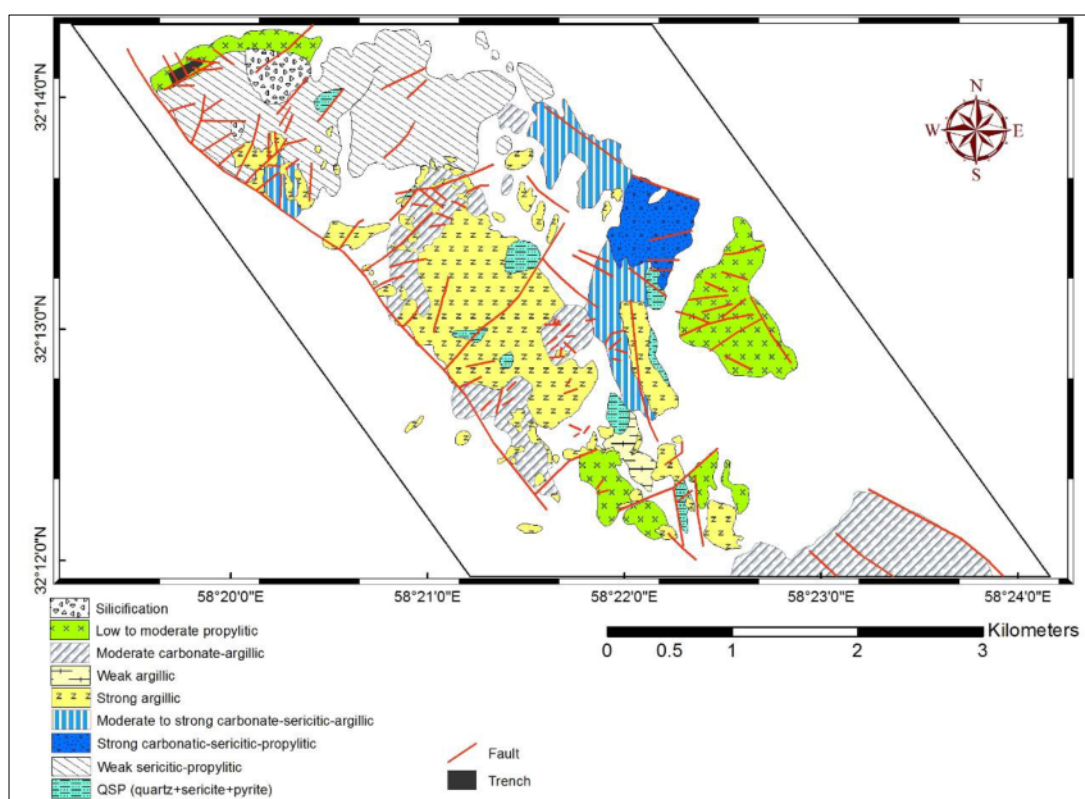 N
W E
S
32°14'0"N
32°13'0"N
32°12'0"N
58°20'0"E 58°21'0"E 58°22'0"E 58°23'0"E 58°24'0"E
Silicification
Low to moderate propylitic
Moderate carbonate-argillic
Weak argillic
Strong argillic
Moderate to strong carbonate-sericitic-argillic
Strong carbonatic-sericitic-propylitic
Weak sericitic-propylitic
QSP (quartz+sericite+pyrite)
Fault
Trench
Kilometers
0 0.5 1 2 3